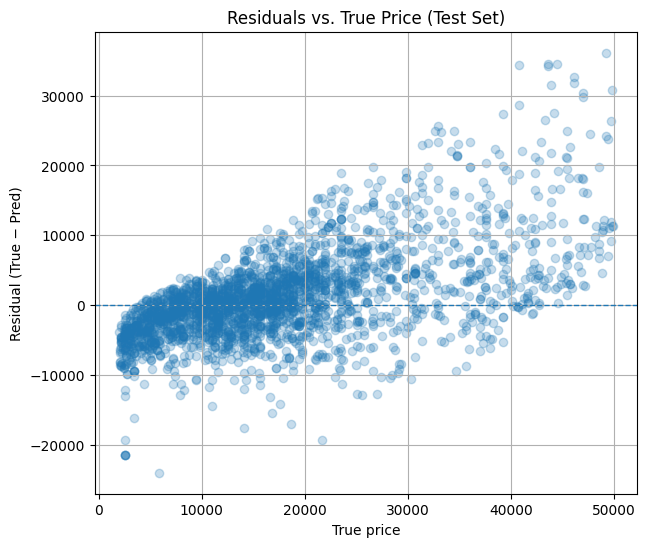 Residuals vs. True Price (Test Set)
Residual (True − Pred)
30000
20000
10000
0
−10000
−20000
0 10000 20000 30000 40000 50000
True price